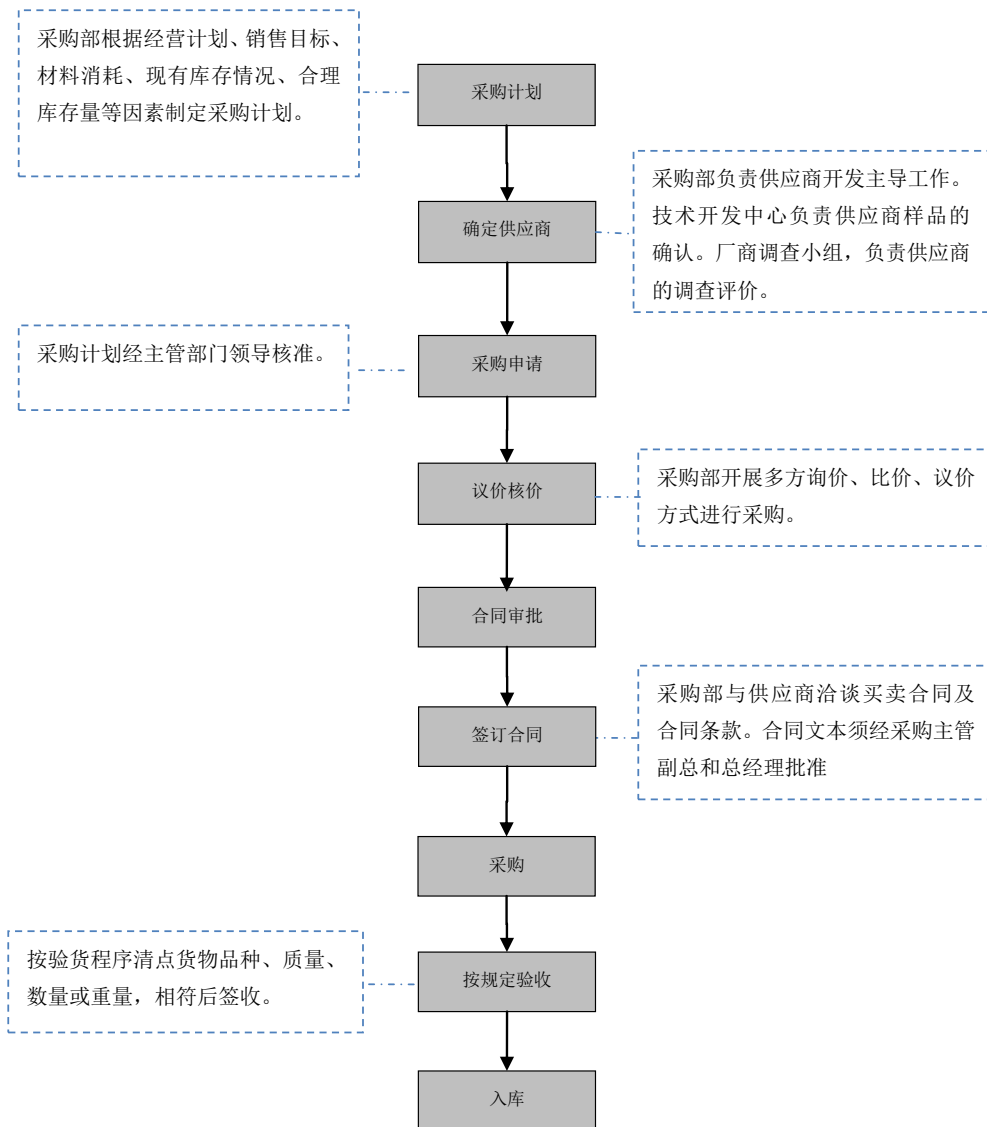 采购部根据经营计划、销售目标、
材料消耗、现有库存情况、合理
库存量等因素制定采购计划。
采购计划
采购部负责供应商开发主导工作。
技术开发中心负责供应商样品的
确认。厂商调查小组，负责供应商
的调查评价。
确定供应商
采购计划经主管部门领导核准。
采购申请
议价核价
采购部开展多方询价、比价、议价
方式进行采购。
合同审批
签订合同
采购部与供应商洽谈买卖合同及
合同条款。合同文本须经采购主管
副总和总经理批准
采购
按验货程序清点货物品种、质量、
数量或重量，相符后签收。
按规定验收
入库